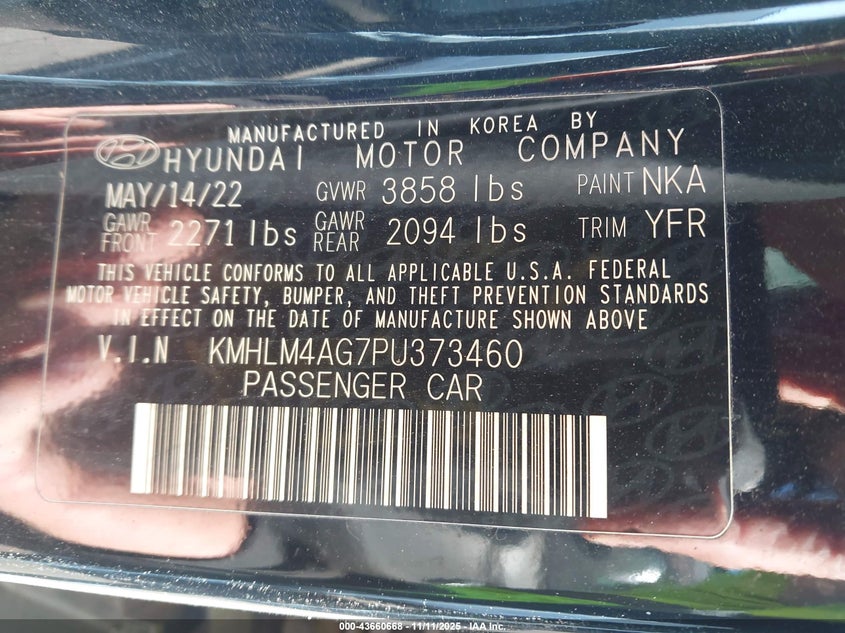 MANUFACTURED IN KOREA BY
HYUNDAI MOTOR COMPANY
MAY/14/22 GVWR 3858 lbs PAINT NKA
GAWR FRONT 2271 lbs GAWR REAR 2094 lbs TRIM YFR
THIS VEHICLE CONFORMS TO ALL APPLICABLE U.S.A. FEDERAL
MOTOR VEHICLE SAFETY, BUMPER, AND THEFT PREVENTION STANDARDS
IN EFFECT ON THE DATE OF MANUFACTURE SHOWN ABOVE
V.I.N KMHLM4AG7PU373460
PASSENGER CAR
000-43660668 - 11/11/2025 - IAA Inc.